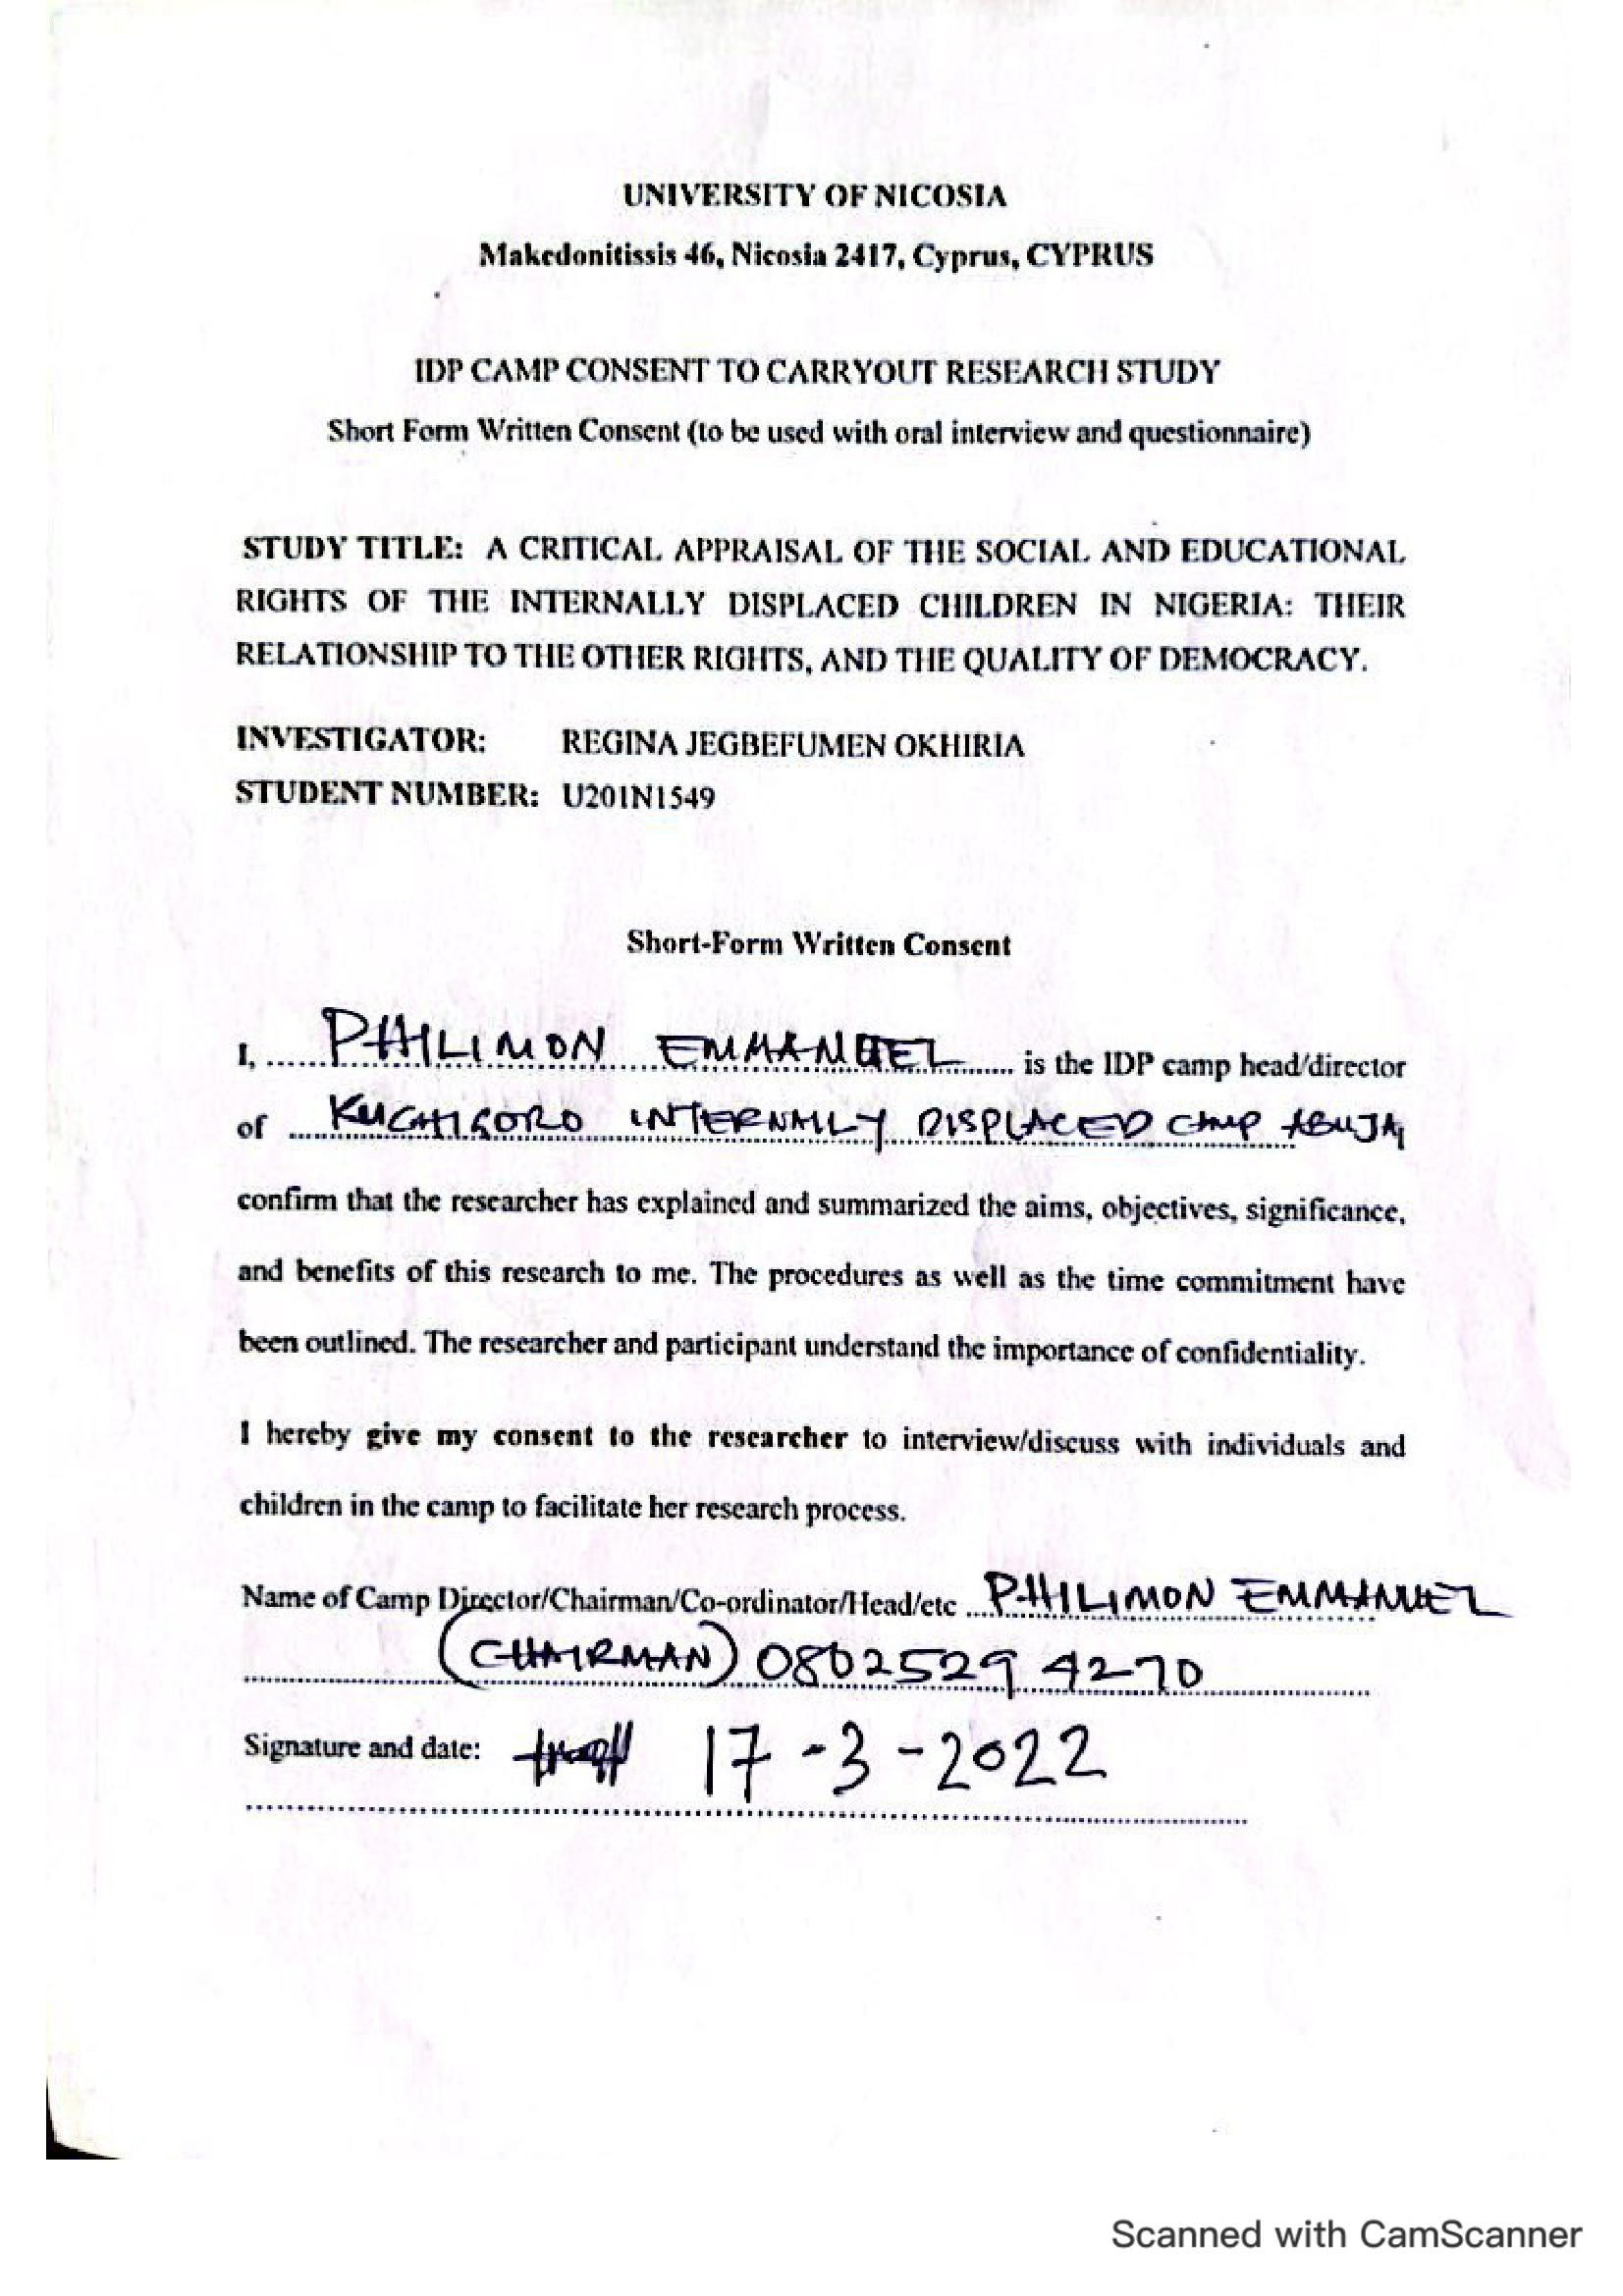 UNIVERSITY OF NICOSIA
Makedonitissis 46, Nicosia 2417, Cyprus, CYPRUS
IDP CAMP CONSENT TO CARRYOUT RESEARCH STUDY
Short Form Written Consent (to be used with oral interview and questionnaire)
STUDY TITLE: A CRITICAL APPRAISAL OF THE SOCIAL AND EDUCATIONAL
RIGHTS OF THE INTERNALLY DISPLACED CHILDREN IN NIGERIA: THEIR
RELATIONSHIP TO THE OTHER RIGHTS, AND THE QUALITY OF DEMOCRACY.
INVESTIGATOR: REGINA JEGBEFUMEN OKHIRIA
STUDENT NUMBER: U201N1549
Short-Form Written Consent
I, ...... PHILIMON EMMANUEL ...... is the IDP camp head/director
of ...... KUCHIGORO INTERNALLY DISPLACED CAMP ABUJA
confirm that the researcher has explained and summarized the aims, objectives, significance,
and benefits of this research to me. The procedures as well as the time commitment have
been outlined. The researcher and participant understand the importance of confidentiality.
I hereby give my consent to the researcher to interview/discuss with individuals and
children in the camp to facilitate her research process.
Name of Camp Director/Chairman/Co-ordinator/Head/etc ... PHILIMON EMMANUEL
(CHAIRMAN) 08025294270
Signature and date: 17-3-2022
Scanned with CamScanner